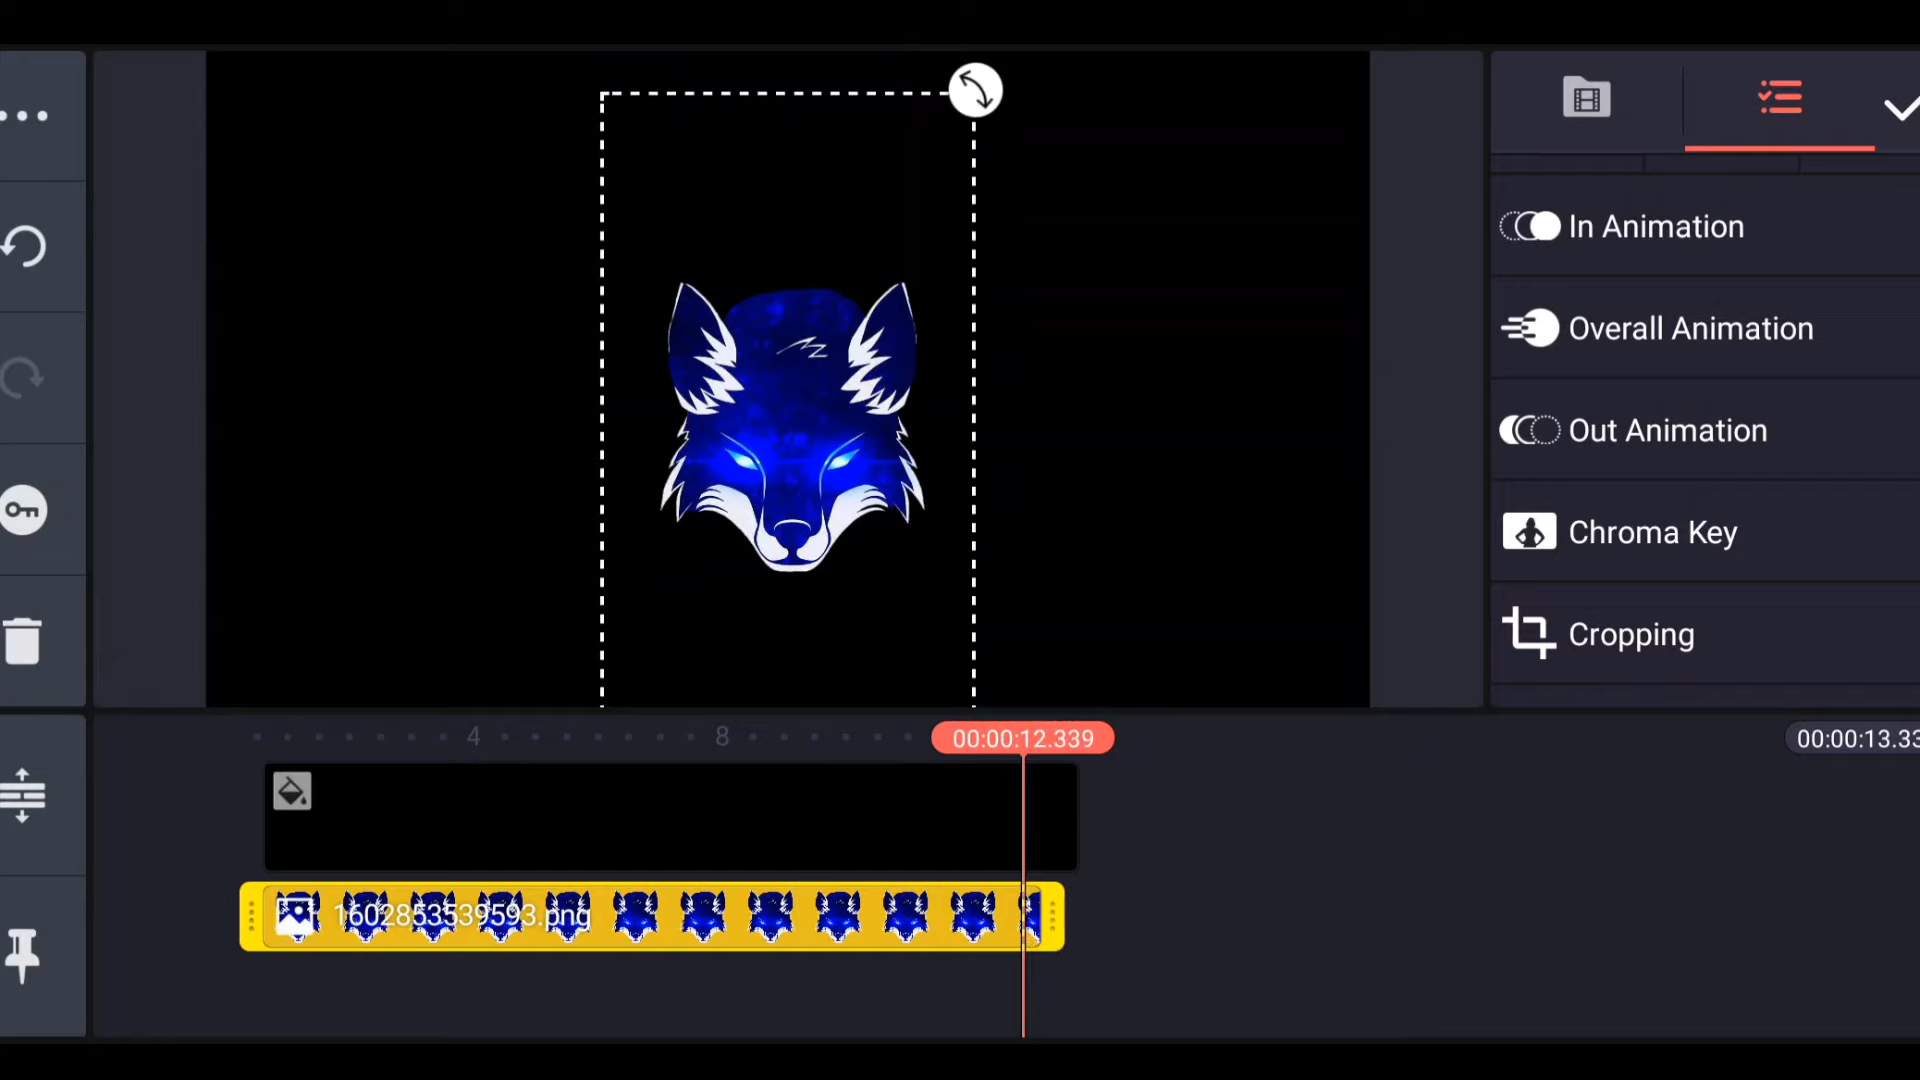 In Animation
Overall Animation
Out Animation
Chroma Key
Cropping
4
8
00:00:12.339
00:00:13.33
1602853539593.png